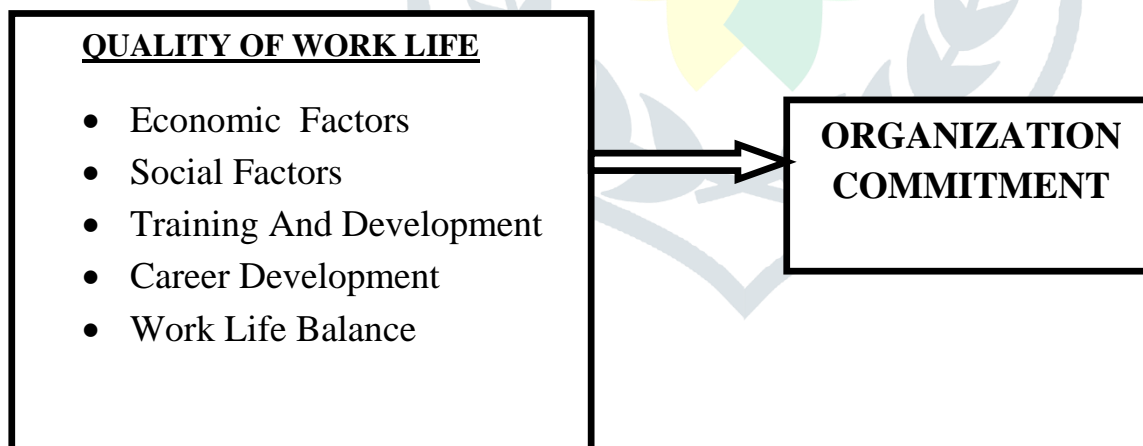 QUALITY OF WORK LIFE
• Economic Factors
• Social Factors
• Training And Development
• Career Development
• Work Life Balance
ORGANIZATION
COMMITMENT